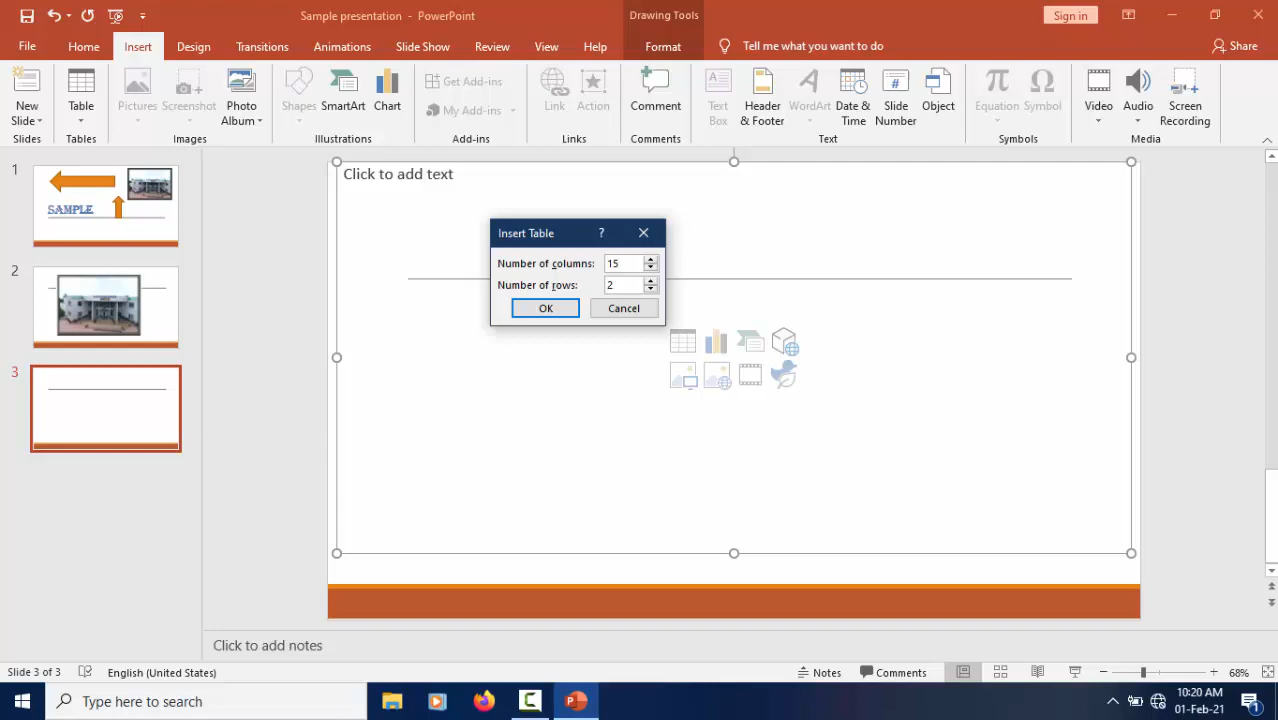 Sample presentation - PowerPoint
Drawing Tools
Sign in
File
Home
Insert
Design
Transitions
Animations
Slide Show
Review
View
Help
Format
Tell me what you want to do
Share
New
Slide
Table
Pictures
Screenshot
Photo
Album
Shapes
SmartArt
Chart
Get Add-ins
My Add-ins
Link
Action
Comment
Text
Box
Header
& Footer
WordArt
Date &
Time
Slide
Number
Object
Equation
Symbol
Video
Audio
Screen
Recording
Slides
Tables
Images
Illustrations
Add-ins
Links
Comments
Text
Symbols
Media
1
SAMPLE
2
3
Click to add text
Insert Table
?
Number of columns:
15
Number of rows:
2
OK
Cancel
Click to add notes
Slide 3 of 3
English (United States)
Notes
Comments
68%
Type here to search
10:20 AM
01-Feb-21
1